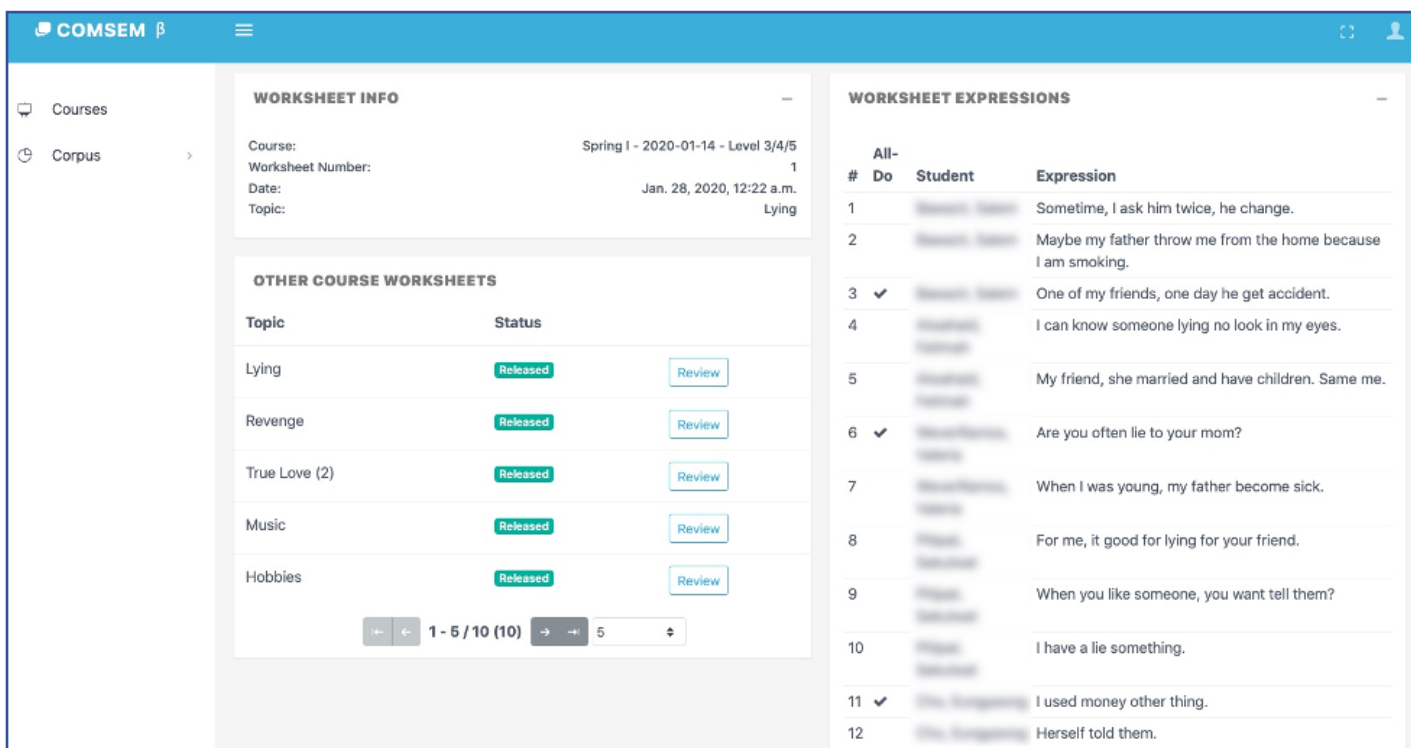 COMSEM β
Courses
Corpus
WORKSHEET INFO
Course: Spring I - 2020-01-14 - Level 3/4/5
Worksheet Number: 1
Date: Jan. 28, 2020, 12:22 a.m.
Topic: Lying
OTHER COURSE WORKSHEETS
Topic Status
Lying Released Review
Revenge Released Review
True Love (2) Released Review
Music Released Review
Hobbies Released Review
1 - 5 / 10 (10) 5
WORKSHEET EXPRESSIONS
All-
# Do Student Expression
1 Sometime, I ask him twice, he change.
2 Maybe my father throw me from the home because
I am smoking.
3 ✔ One of my friends, one day he get accident.
4 I can know someone lying no look in my eyes.
5 My friend, she married and have children. Same me.
6 ✔ Are you often lie to your mom?
7 When I was young, my father become sick.
8 For me, it good for lying for your friend.
9 When you like someone, you want tell them?
10 I have a lie something.
11 ✔ I used money other thing.
12 Herself told them.